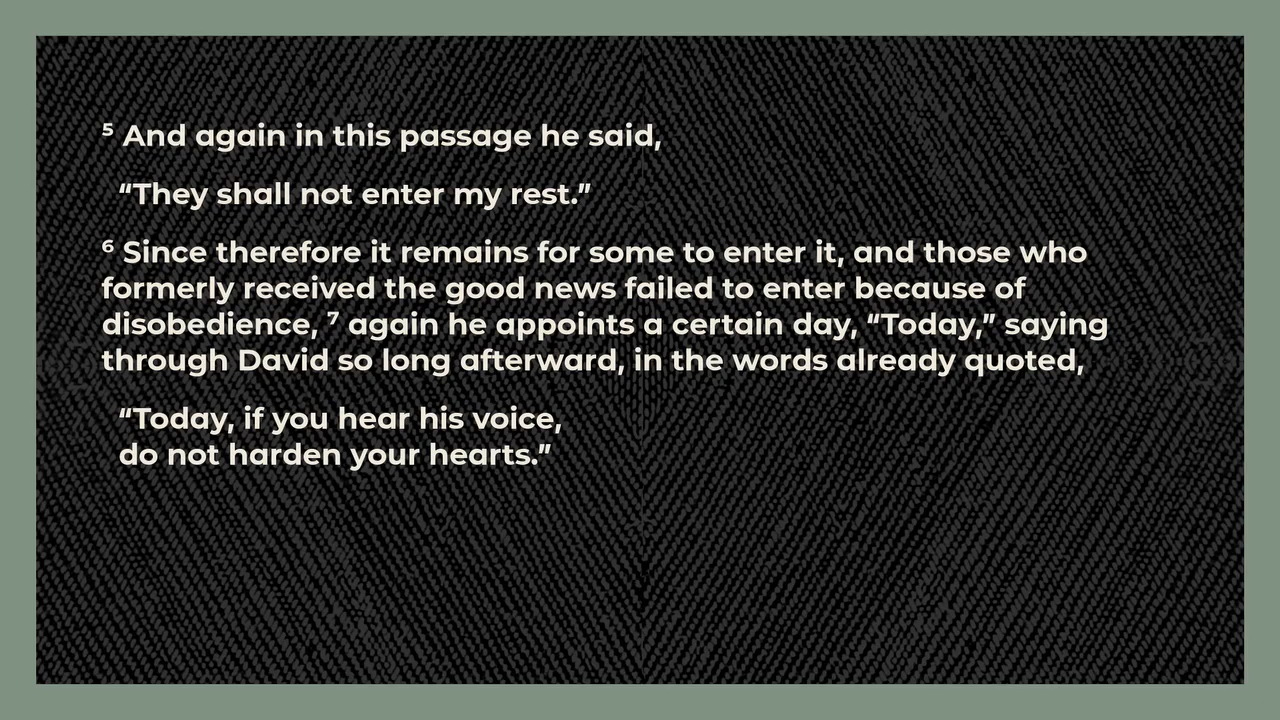 ⁵ And again in this passage he said,
“They shall not enter my rest.”
⁶ Since therefore it remains for some to enter it, and those who
formerly received the good news failed to enter because of
disobedience, ⁷ again he appoints a certain day, “Today,” saying
through David so long afterward, in the words already quoted,
“Today, if you hear his voice,
do not harden your hearts.”